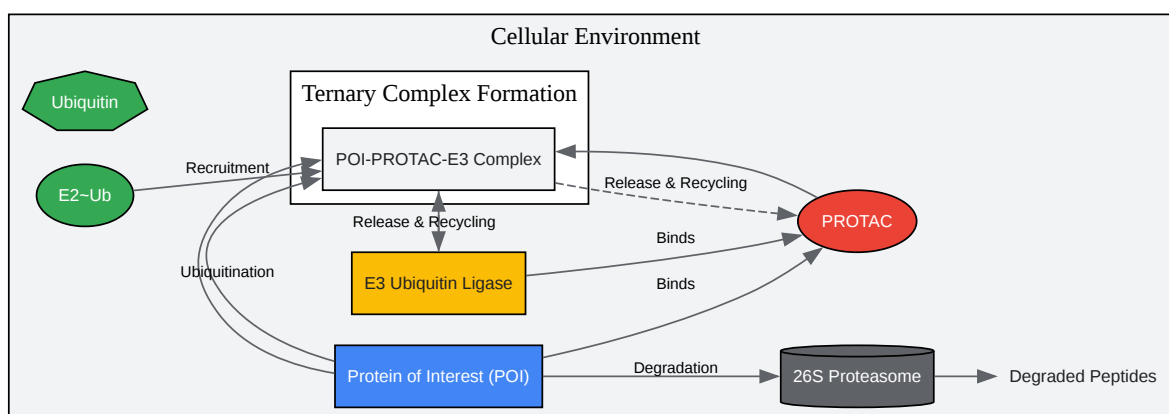 Cellular Environment
Ubiquitin
Ternary Complex Formation
POI-PROTAC-E3 Complex
Recruitment
E2~Ub
Release & Recycling
PROTAC
Release & Recycling
Binds
Ubiquitination
E3 Ubiquitin Ligase
Binds
Protein of Interest (POI)
Degradation
26S Proteasome
Degraded Peptides